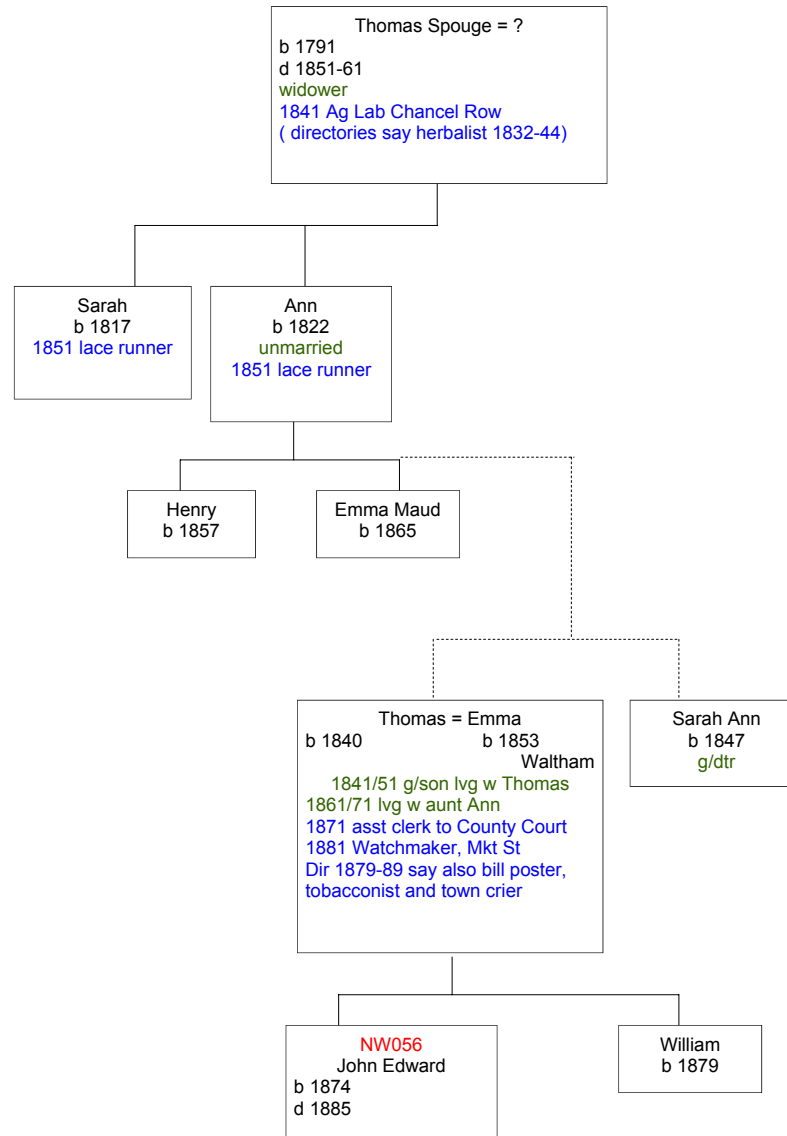 Thomas Spouge = ?
b 1791
d 1851-61
widower
1841 Ag Lab Chancel Row
( directories say herbalist 1832-44)
Sarah
b 1817
1851 lace runner
Ann
b 1822
unmarried
1851 lace runner
Henry
b 1857
Emma Maud
b 1865
Thomas = Emma
b 1840 b 1853
Waltham
1841/51 g/son lvg w Thomas
1861/71 lvg w aunt Ann
1871 asst clerk to County Court
1881 Watchmaker, Mkt St
Dir 1879-89 say also bill poster,
tobacconist and town crier
Sarah Ann
b 1847
g/dtr
NW056
John Edward
b 1874
d 1885
William
b 1879